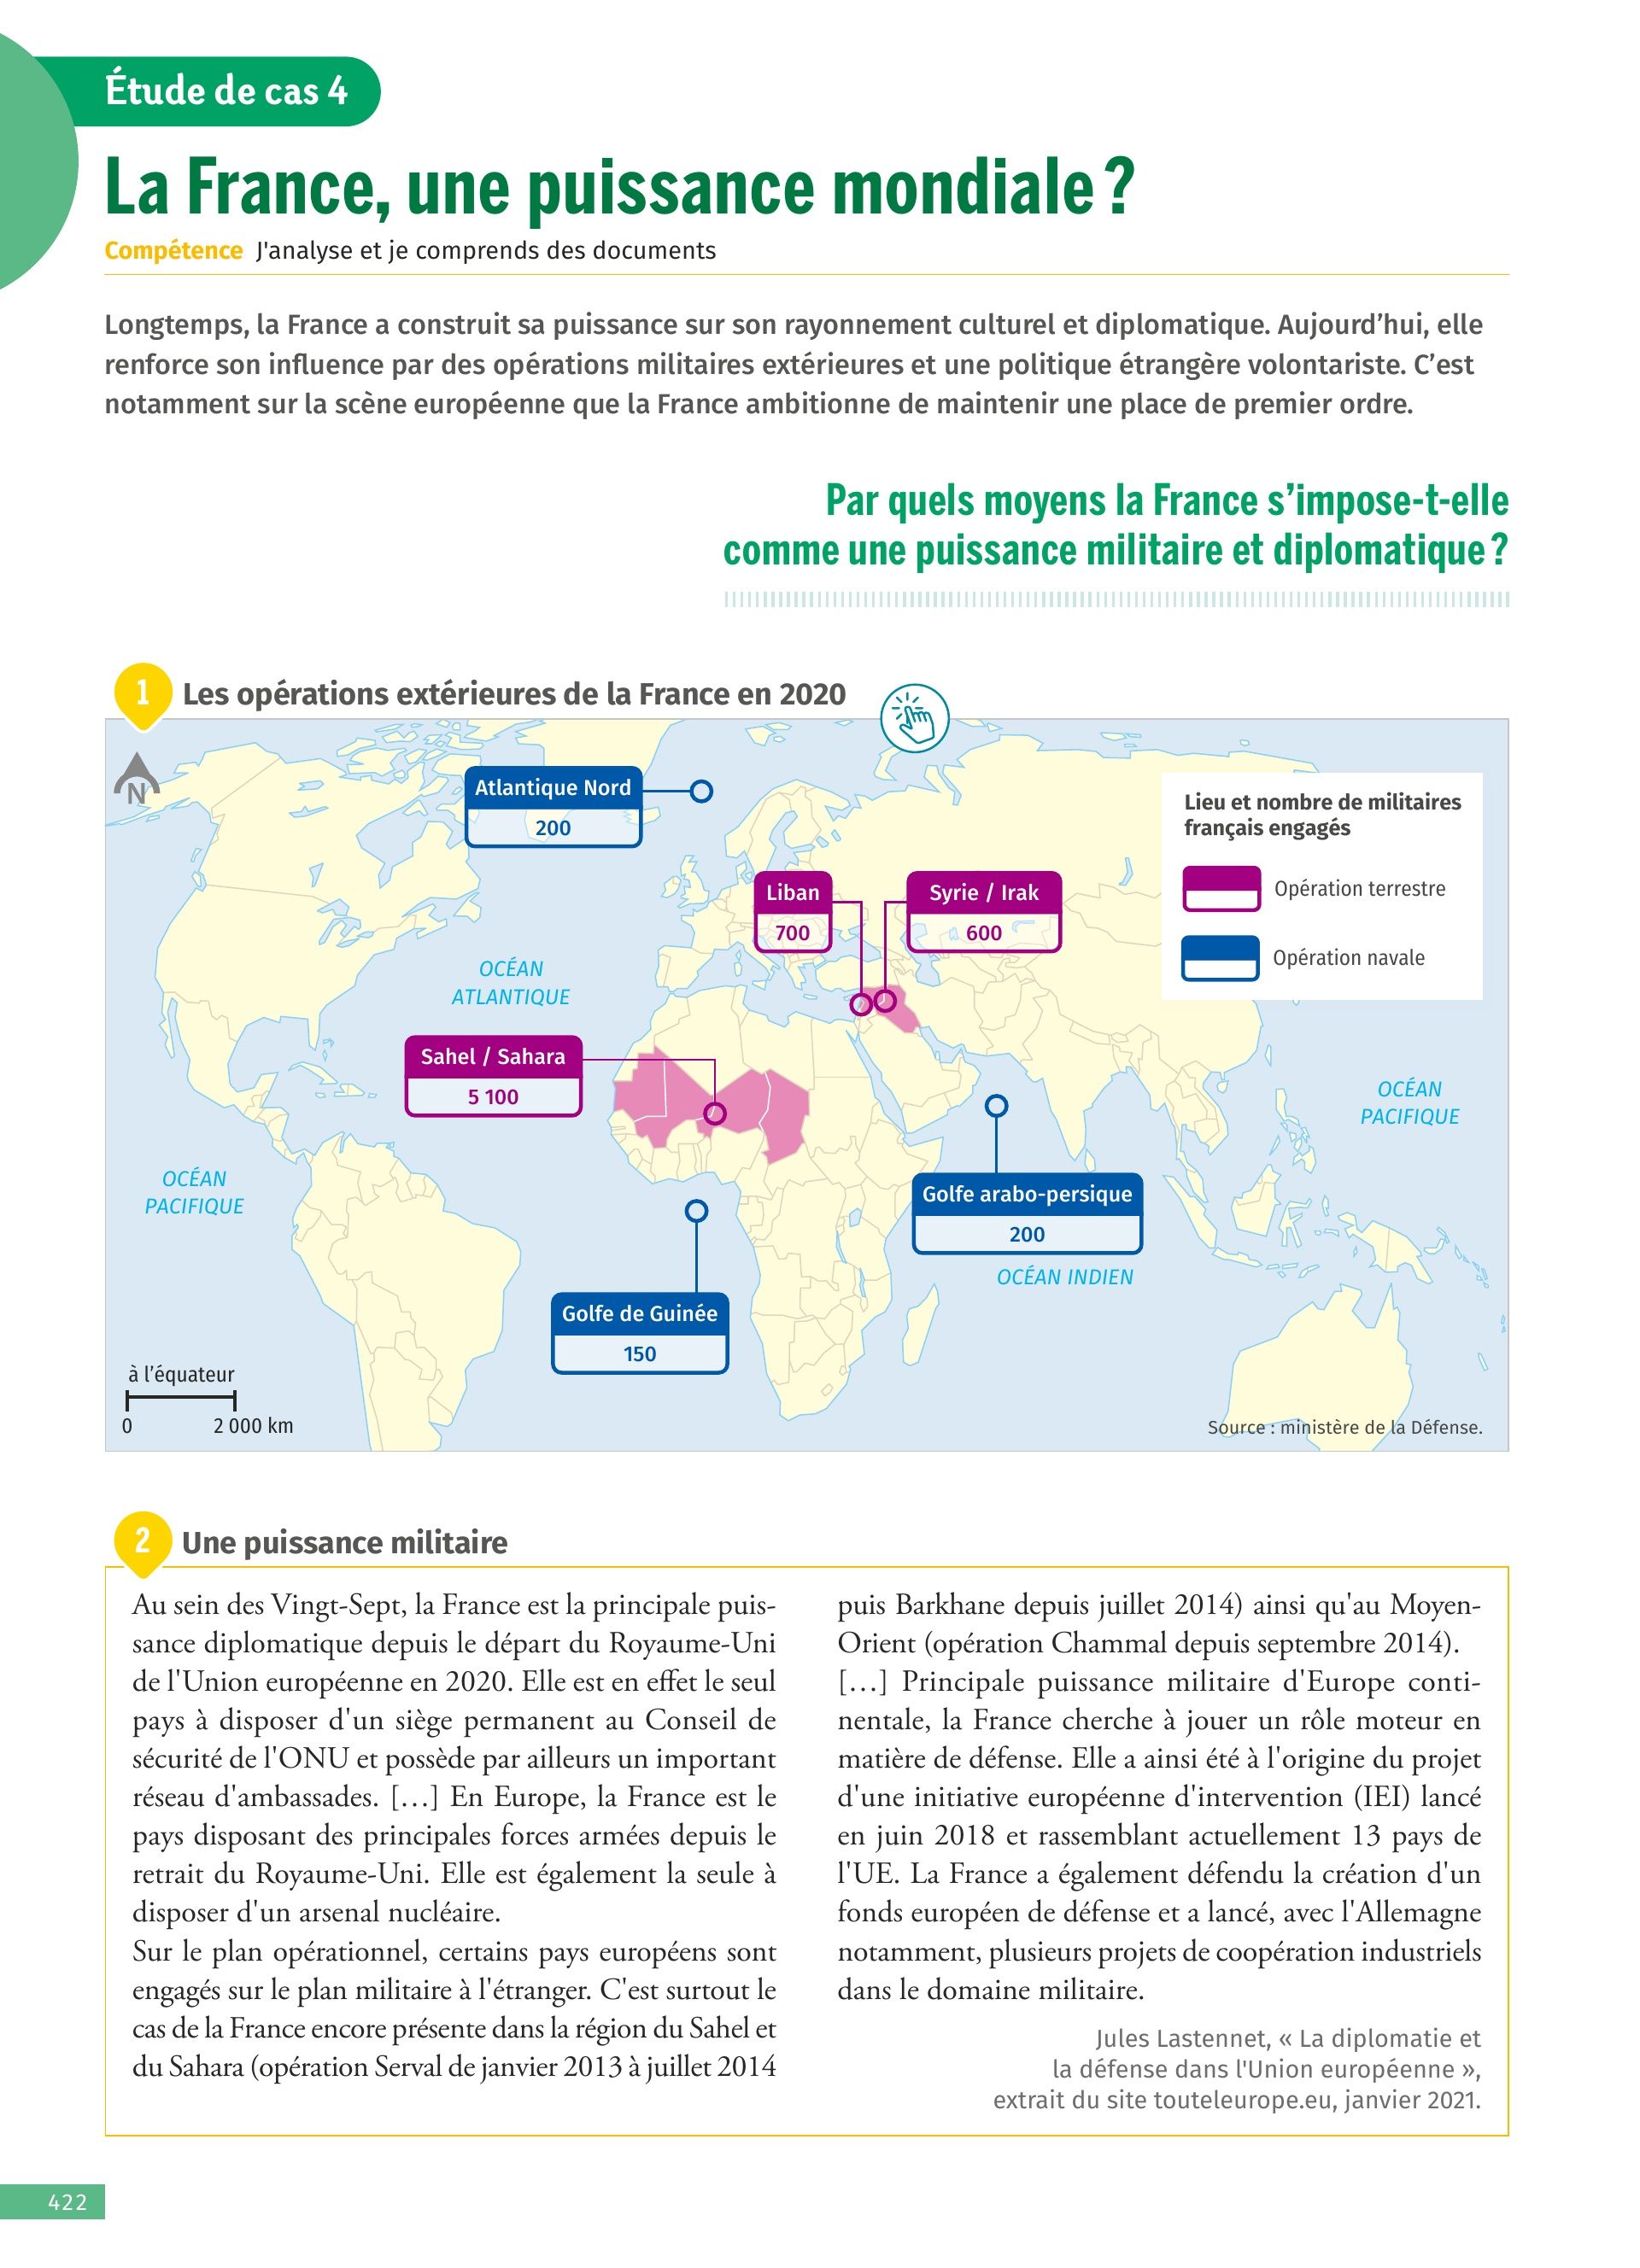 Étude de cas 4
La France, une puissance mondiale ?
Compétence J'analyse et je comprends des documents
Longtemps, la France a construit sa puissance sur son rayonnement culturel et diplomatique. Aujourd’hui, elle
renforce son influence par des opérations militaires extérieures et une politique étrangère volontariste. C’est
notamment sur la scène européenne que la France ambitionne de maintenir une place de premier ordre.
Par quels moyens la France s’impose-t-elle
comme une puissance militaire et diplomatique ?
1 Les opérations extérieures de la France en 2020
N
Atlantique Nord
200
Lieu et nombre de militaires
français engagés
Opération terrestre
Opération navale
Liban
700
Syrie / Irak
600
OCÉAN
ATLANTIQUE
Sahel / Sahara
5 100
OCÉAN
PACIFIQUE
OCÉAN
PACIFIQUE
Golfe arabo-persique
200
OCÉAN INDIEN
Golfe de Guinée
150
à l’équateur
0 2 000 km
Source : ministère de la Défense.
2 Une puissance militaire
Au sein des Vingt-Sept, la France est la principale puis-
sance diplomatique depuis le départ du Royaume-Uni
de l'Union européenne en 2020. Elle est en effet le seul
pays à disposer d'un siège permanent au Conseil de
sécurité de l'ONU et possède par ailleurs un important
réseau d'ambassades. […] En Europe, la France est le
pays disposant des principales forces armées depuis le
retrait du Royaume-Uni. Elle est également la seule à
disposer d'un arsenal nucléaire.
Sur le plan opérationnel, certains pays européens sont
engagés sur le plan militaire à l'étranger. C'est surtout le
cas de la France encore présente dans la région du Sahel et
du Sahara (opération Serval de janvier 2013 à juillet 2014
puis Barkhane depuis juillet 2014) ainsi qu'au Moyen-
Orient (opération Chammal depuis septembre 2014).
[…] Principale puissance militaire d'Europe conti-
nentale, la France cherche à jouer un rôle moteur en
matière de défense. Elle a ainsi été à l'origine du projet
d'une initiative européenne d'intervention (IEI) lancé
en juin 2018 et rassemblant actuellement 13 pays de
l'UE. La France a également défendu la création d'un
fonds européen de défense et a lancé, avec l'Allemagne
notamment, plusieurs projets de coopération industriels
dans le domaine militaire.
Jules Lastennet, « La diplomatie et
la défense dans l'Union européenne »,
extrait du site touteleurope.eu, janvier 2021.
422